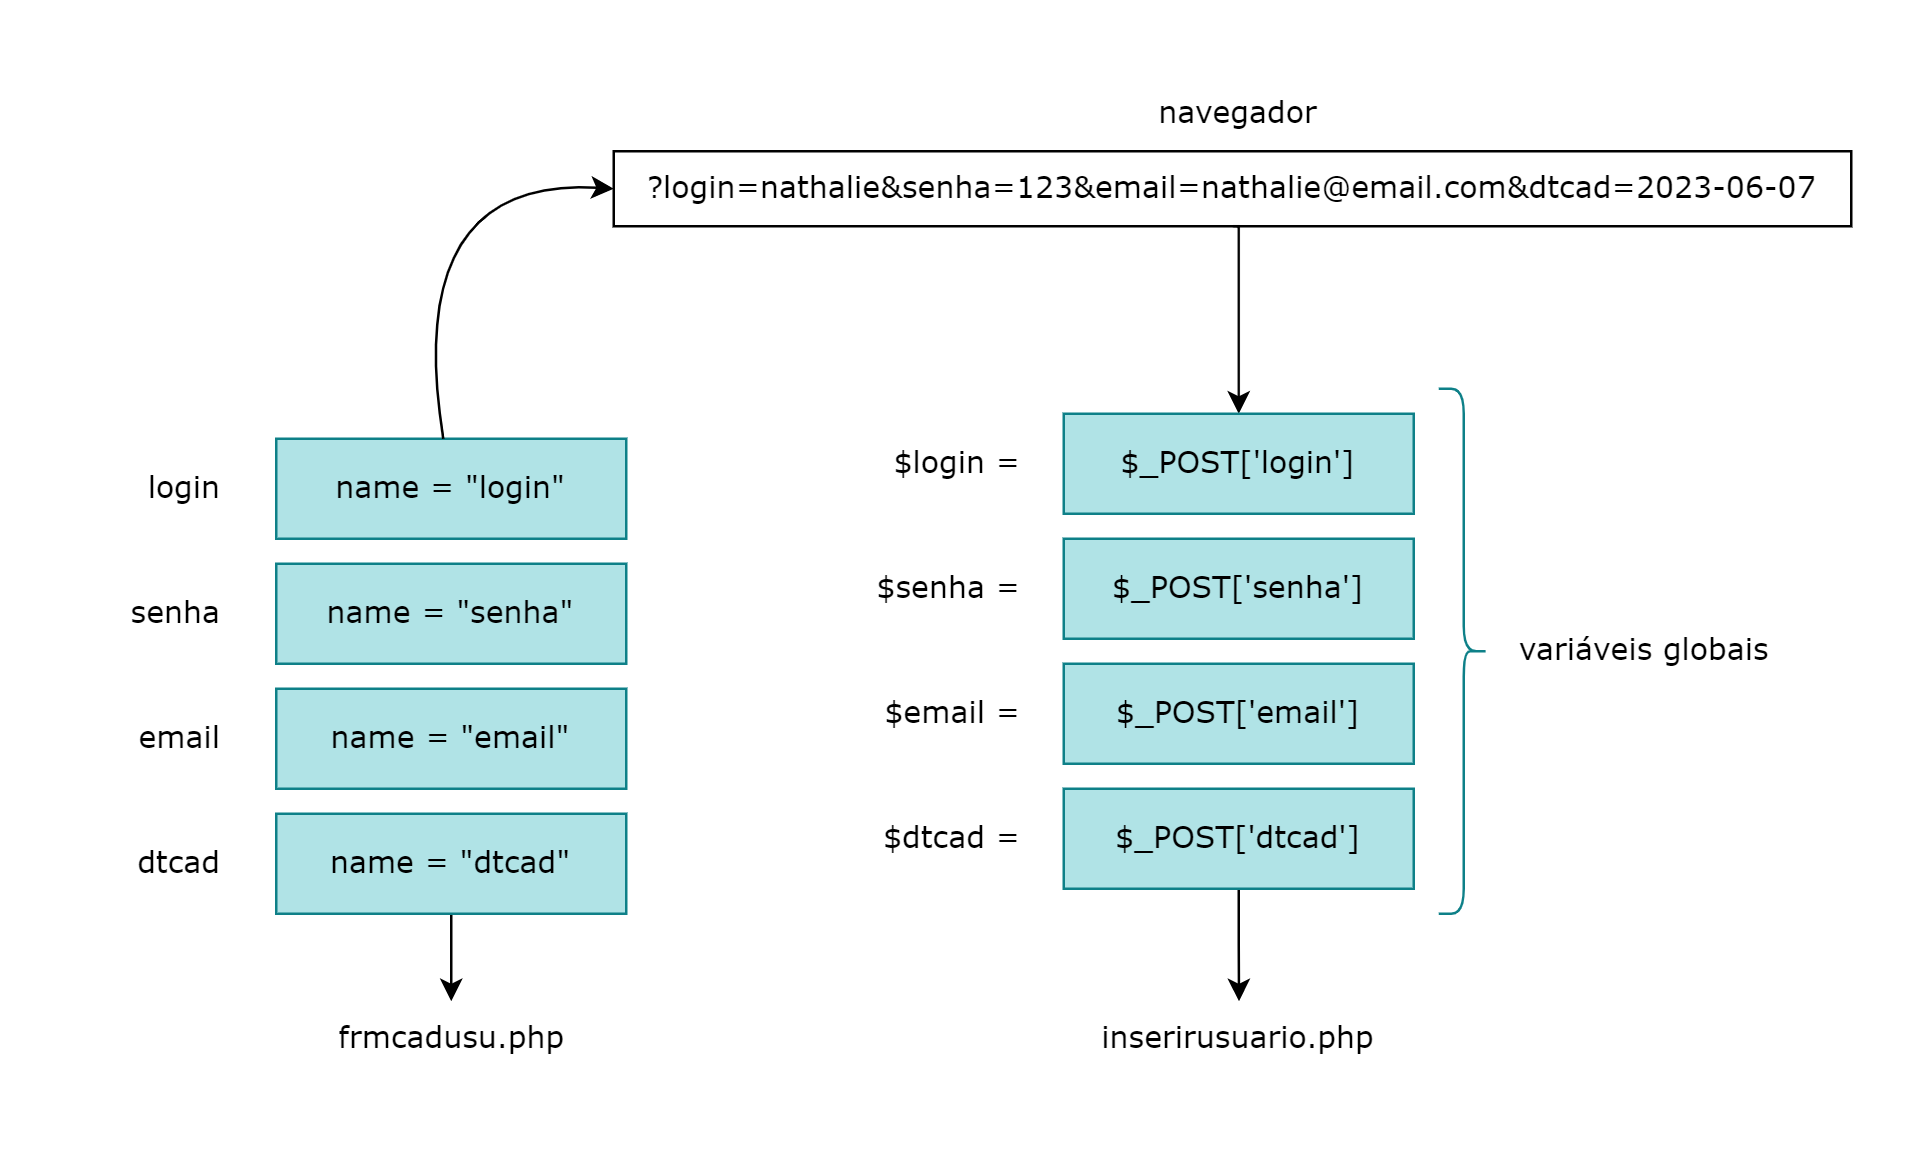 navegador
?login=nathalie&senha=123&email=nathalie@email.com&dtcad=2023-06-07
login
name = "login"
senha
name = "senha"
email
name = "email"
dtcad
name = "dtcad"
frmcadusu.php
$login =
$_POST['login']
$senha =
$_POST['senha']
$email =
$_POST['email']
$dtcad =
$_POST['dtcad']
variáveis globais
inserirusuario.php